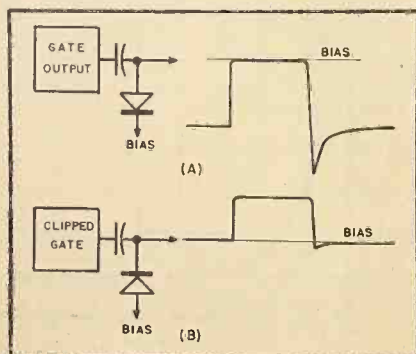 GATE
OUTPUT
BIAS
BIAS
(A)
CLIPPED
GATE
BIAS
BIAS
(B)